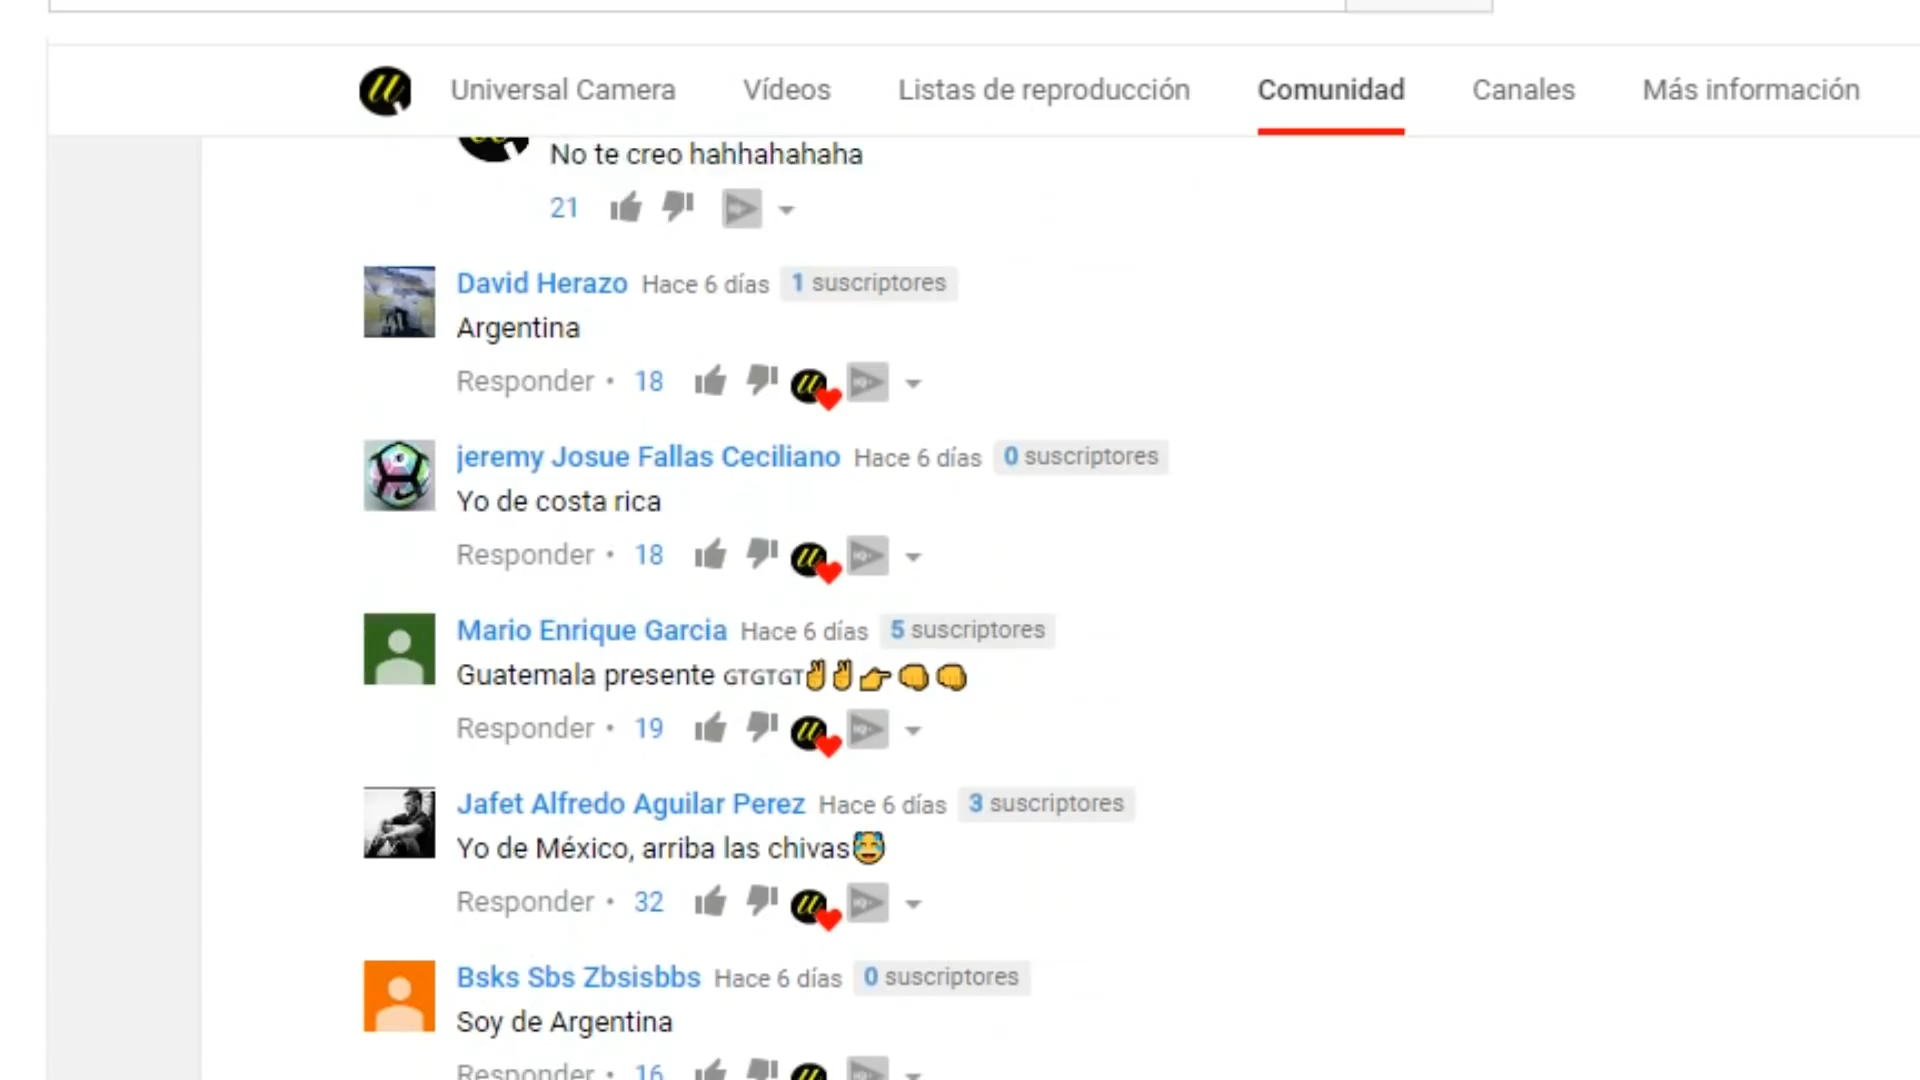 Universal Camera Vídeos Listas de reproducción Comunidad Canales Más información
No te creo hahhahahaha
21
David Herazo Hace 6 días 1 suscriptores
Argentina
Responder • 18
jeremy Josue Fallas Ceciliano Hace 6 días 0 suscriptores
Yo de costa rica
Responder • 18
Mario Enrique Garcia Hace 6 días 5 suscriptores
Guatemala presente GTGTGT✌✌👉👊👊
Responder • 19
Jafet Alfredo Aguilar Perez Hace 6 días 3 suscriptores
Yo de México, arriba las chivas😹
Responder • 32
Bsks Sbs Zbsisbbs Hace 6 días 0 suscriptores
Soy de Argentina
Responder • 16